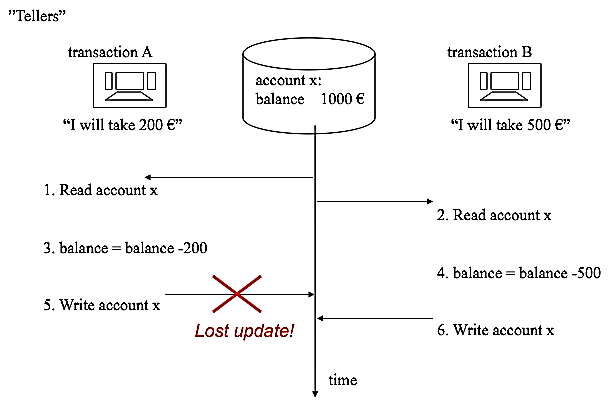 ”Tellers”
transaction A
transaction B
account x:
balance 1000 €
“I will take 200 €”
“I will take 500 €”
1. Read account x
2. Read account x
3. balance = balance -200
4. balance = balance -500
5. Write account x
Lost update!
6. Write account x
time